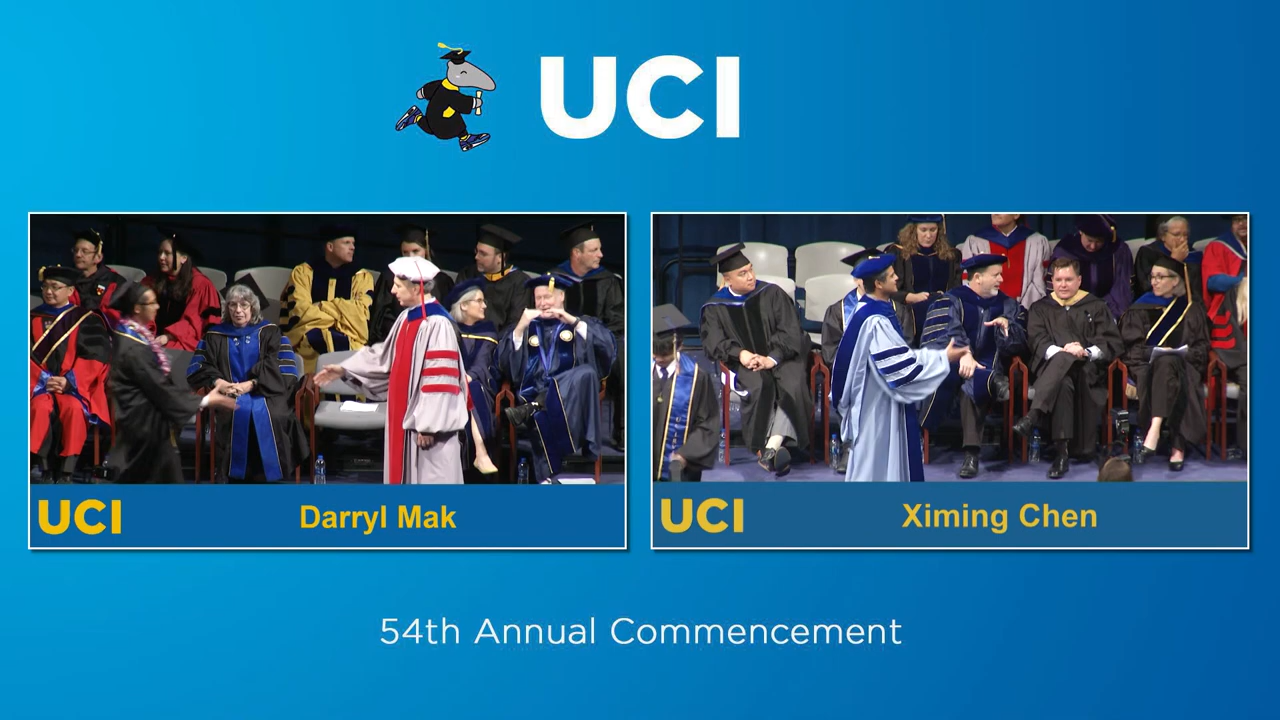 UCI
UCI
Darryl Mak
UCI
Ximing Chen
54th Annual Commencement